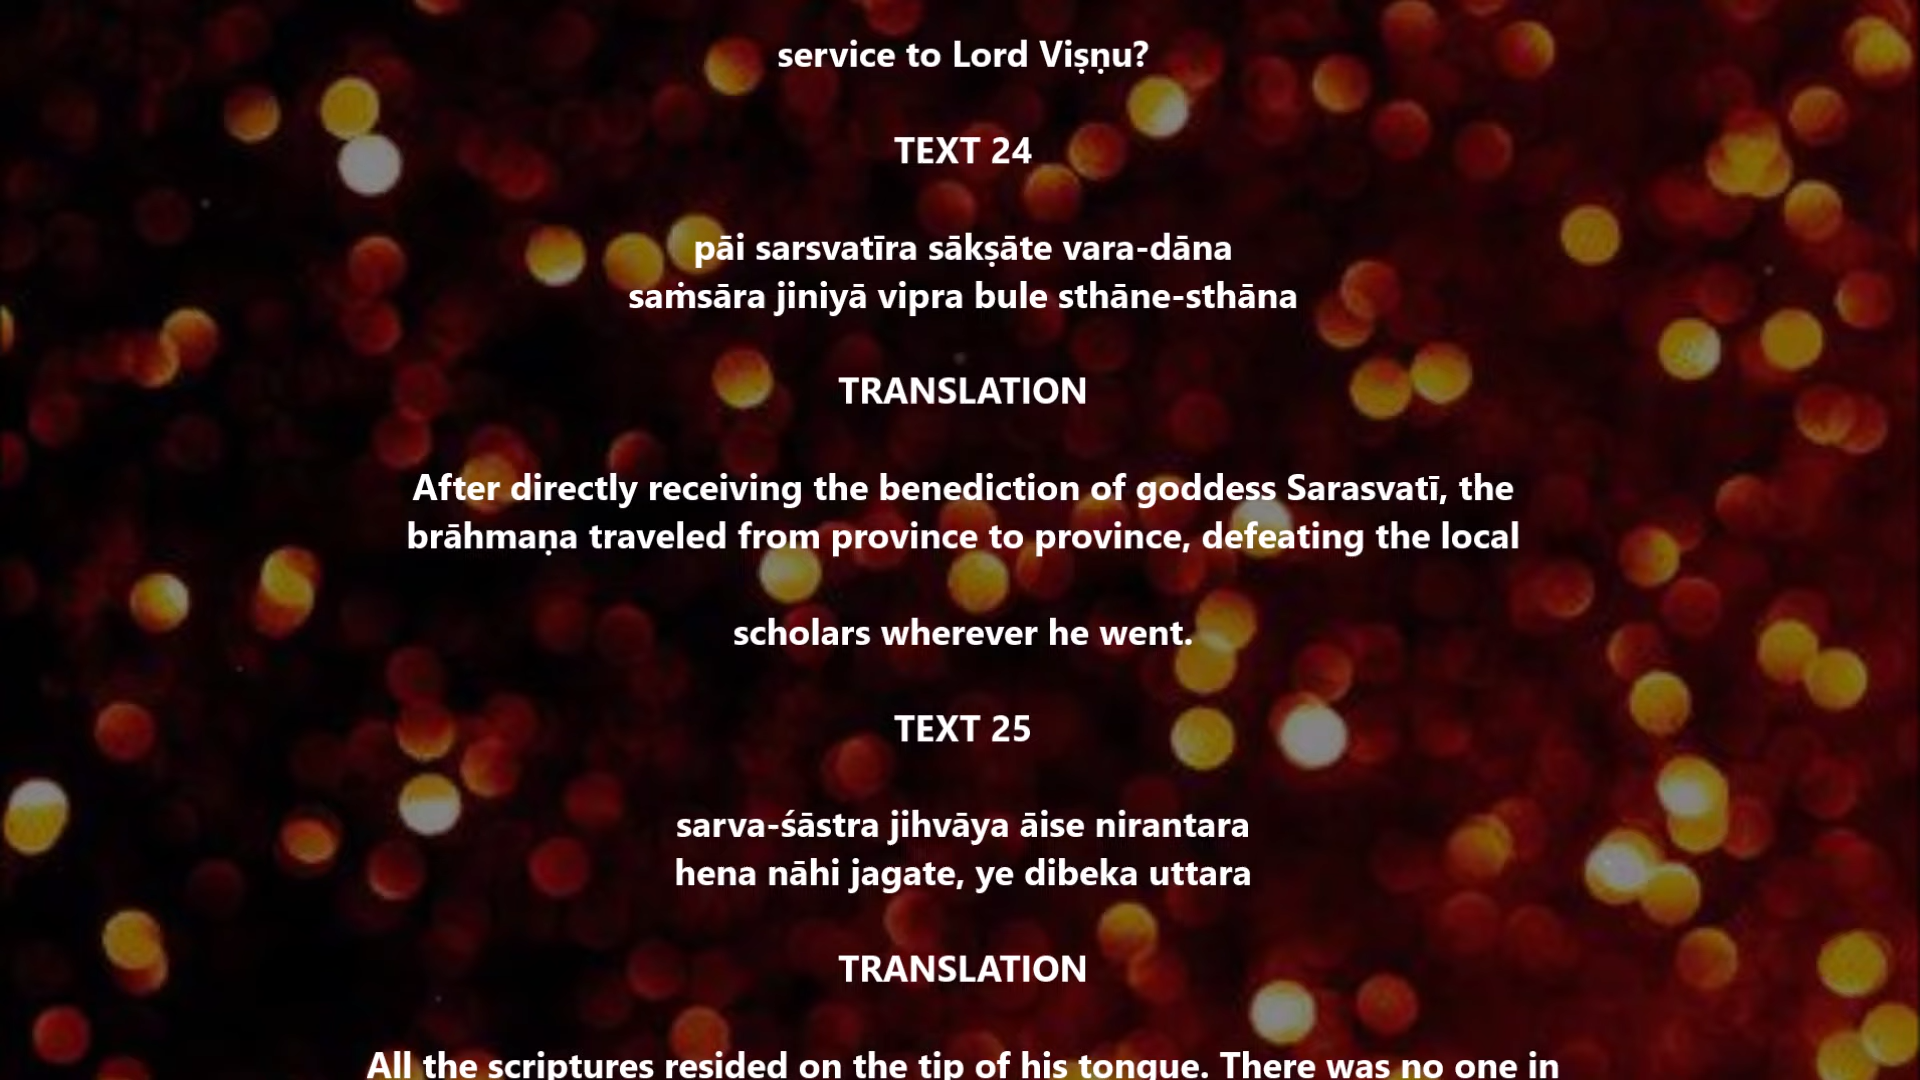 service to Lord Viṣṇu?
TEXT 24
pāi sarsvatīra sākṣāte vara-dāna
saṁsāra jiniyā vipra bule sthāne-sthāna
TRANSLATION
After directly receiving the benediction of goddess Sarasvatī, the
brāhmaṇa traveled from province to province, defeating the local
scholars wherever he went.
TEXT 25
sarva-śāstra jihvāya āise nirantara
hena nāhi jagate, ye dibeka uttara
TRANSLATION
All the scriptures resided on the tip of his tongue. There was no one in